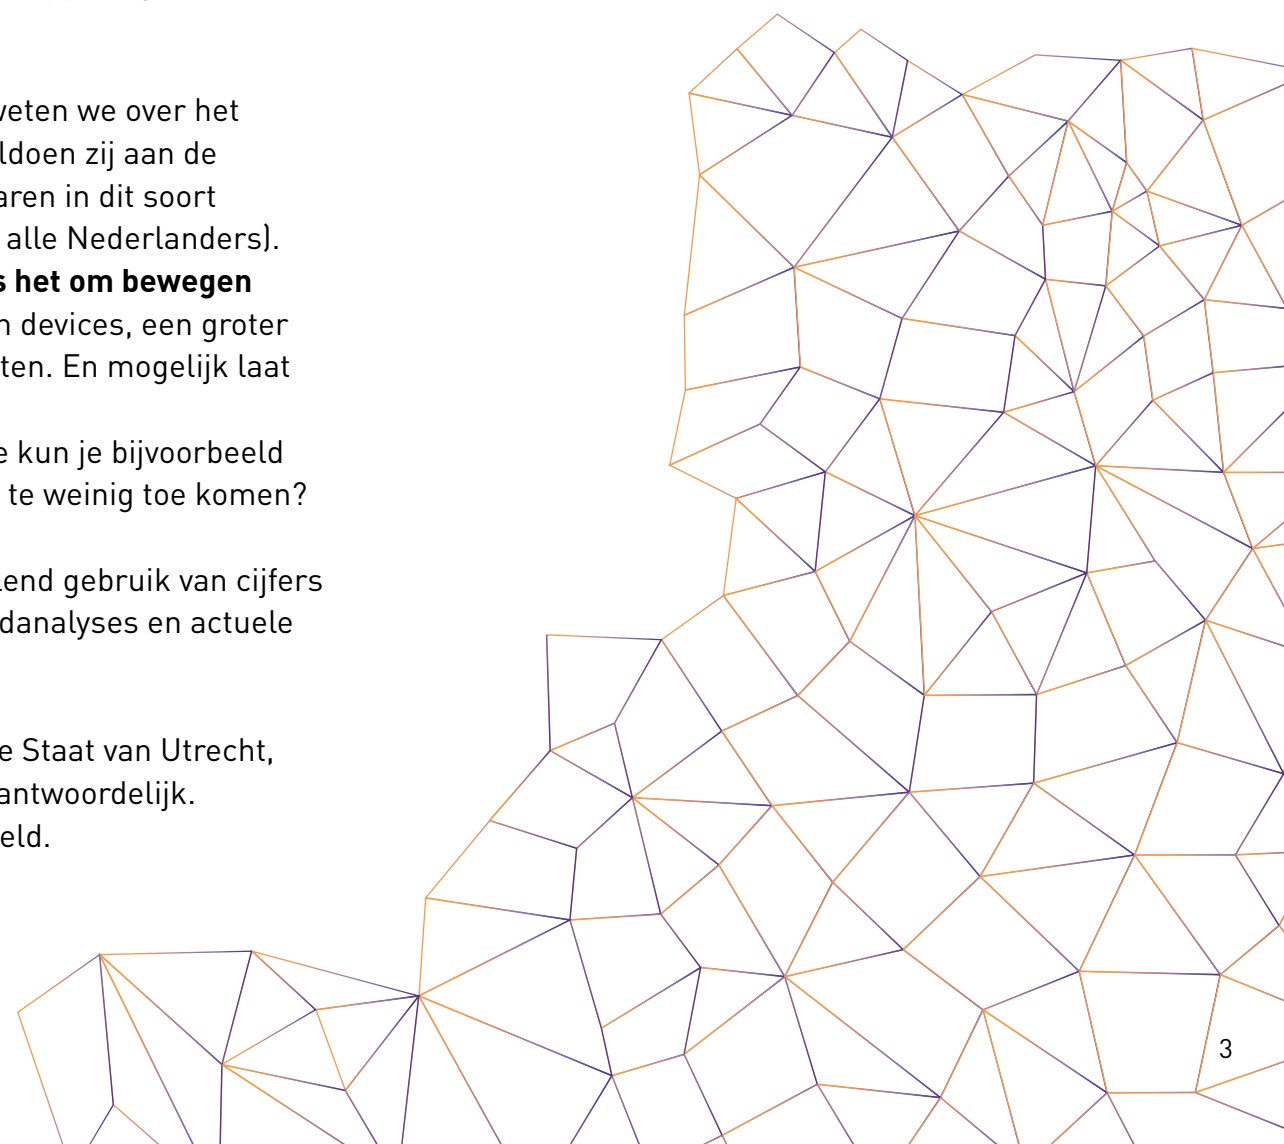 weten we over het
ldoen zij aan de
aren in dit soort
alle Nederlanders).
s het om bewegen
n devices, een groter
ten. En mogelijk laat
e kun je bijvoorbeeld
te weinig toe komen?
lend gebruik van cijfers
danalyses en actuele
e Staat van Utrecht,
antwoordelijk.
eld.
3